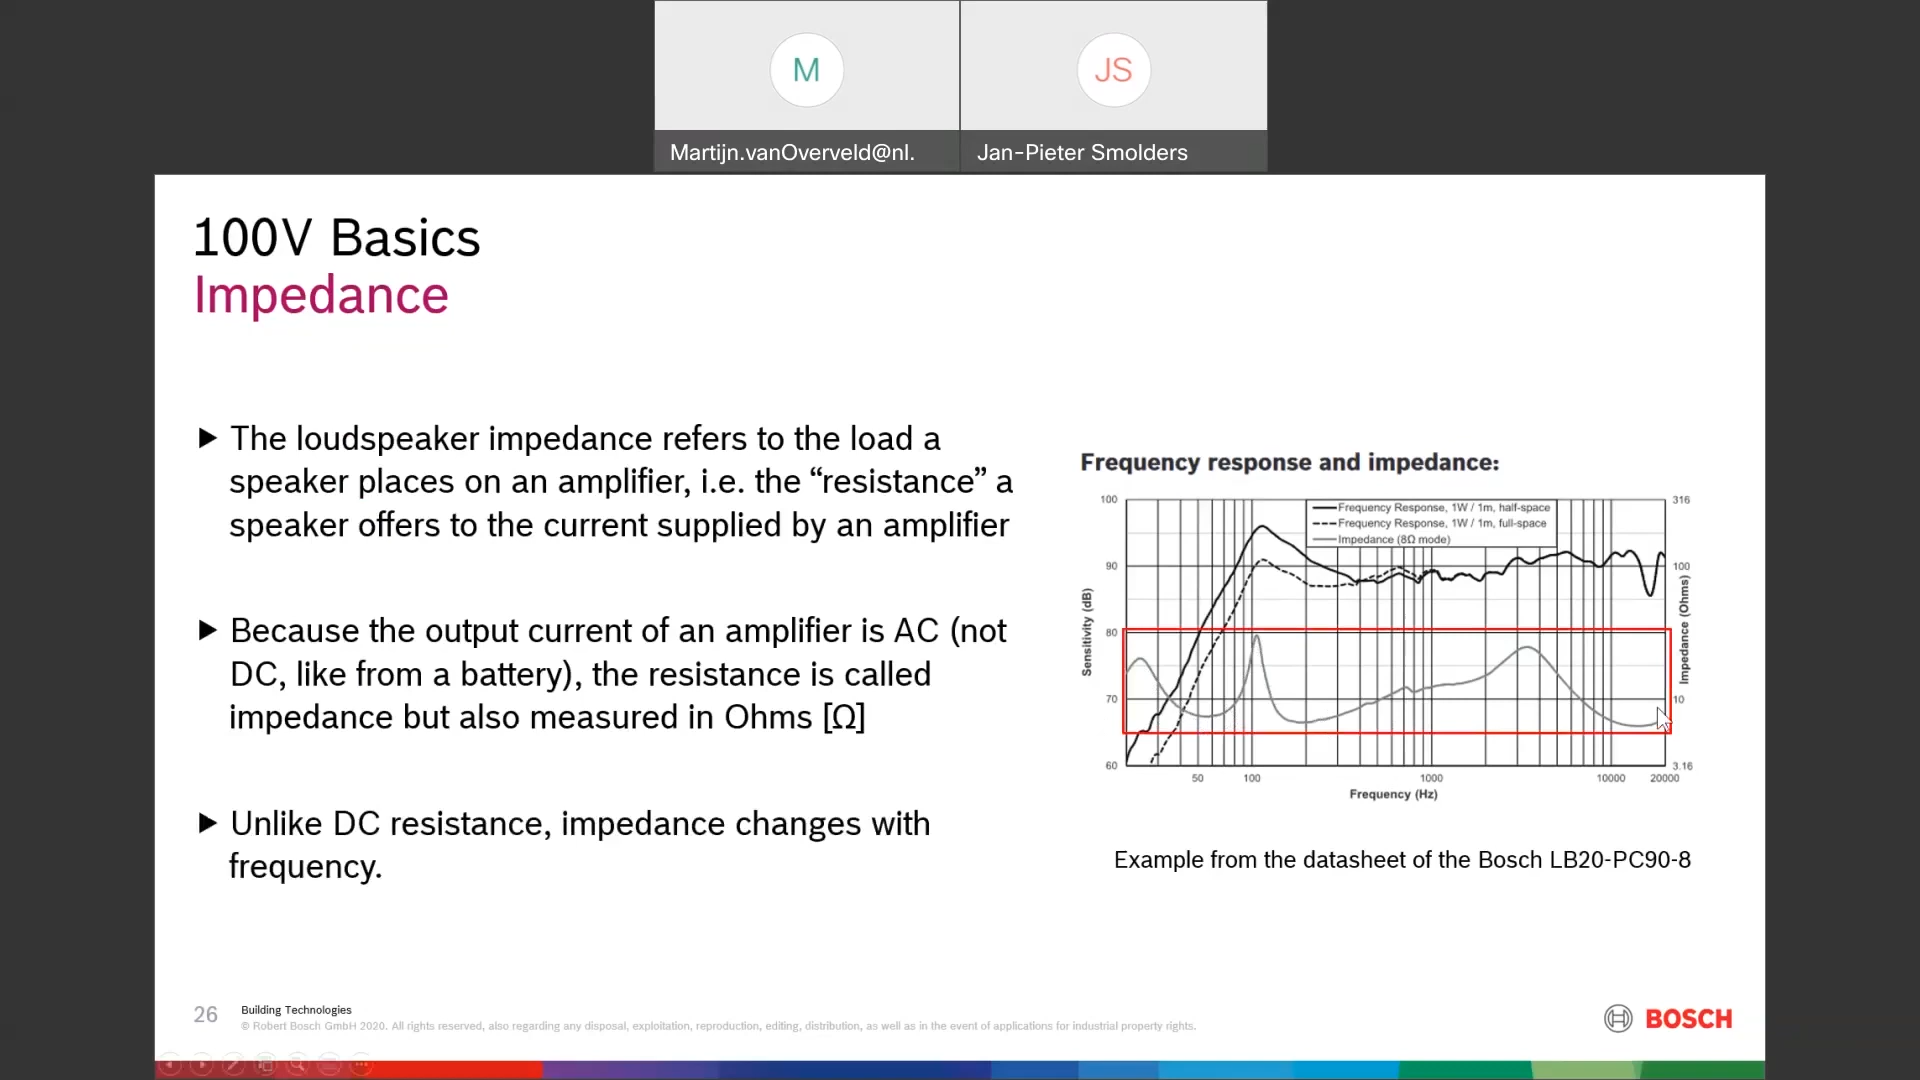 M
JS
Martijn.vanOverveld@nl.
Jan-Pieter Smolders
100V Basics
Impedance
The loudspeaker impedance refers to the load a
speaker places on an amplifier, i.e. the “resistance” a
speaker offers to the current supplied by an amplifier
Because the output current of an amplifier is AC (not
DC, like from a battery), the resistance is called
impedance but also measured in Ohms [Ω]
Unlike DC resistance, impedance changes with
frequency.
Frequency response and impedance:
Frequency Response, 1W / 1m, half-space
Frequency Response, 1W / 1m, full-space
Impedance (8Ω mode)
100
90
80
70
60
Sensitivity (dB)
316
100
10
3.16
Impedance (Ohms)
50
100
1000
10000
20000
Frequency (Hz)
Example from the datasheet of the Bosch LB20-PC90-8
26
Building Technologies
© Robert Bosch GmbH 2020. All rights reserved, also regarding any disposal, exploitation, reproduction, editing, distribution, as well as in the event of applications for industrial property rights.
BOSCH